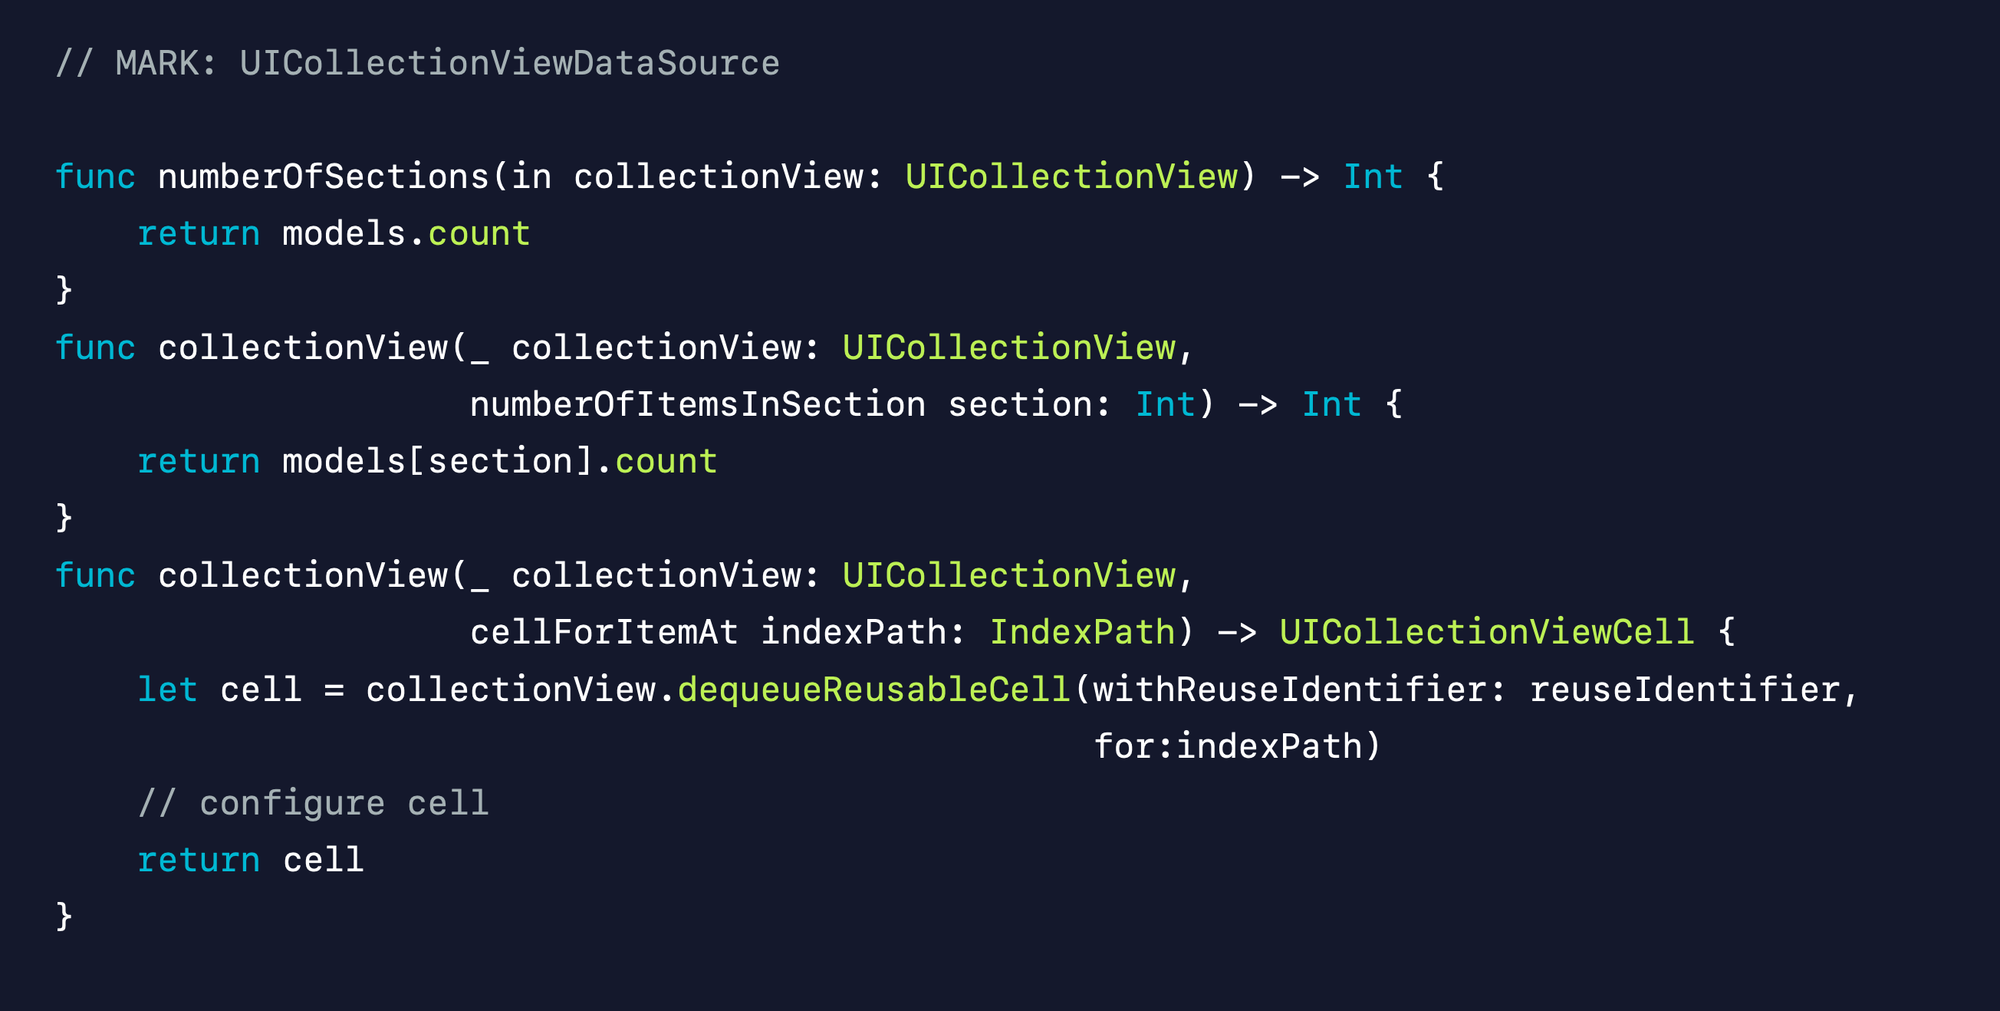 // MARK: UICollectionViewDataSource

func numberOfSections(in collectionView: UICollectionView) -> Int {
    return models.count
}
func collectionView(_ collectionView: UICollectionView,
                    numberOfItemsInSection section: Int) -> Int {
    return models[section].count
}
func collectionView(_ collectionView: UICollectionView,
                    cellForItemAt indexPath: IndexPath) -> UICollectionViewCell {
    let cell = collectionView.dequeueReusableCell(withReuseIdentifier: reuseIdentifier,
                                                  for:indexPath)
    // configure cell
    return cell
}